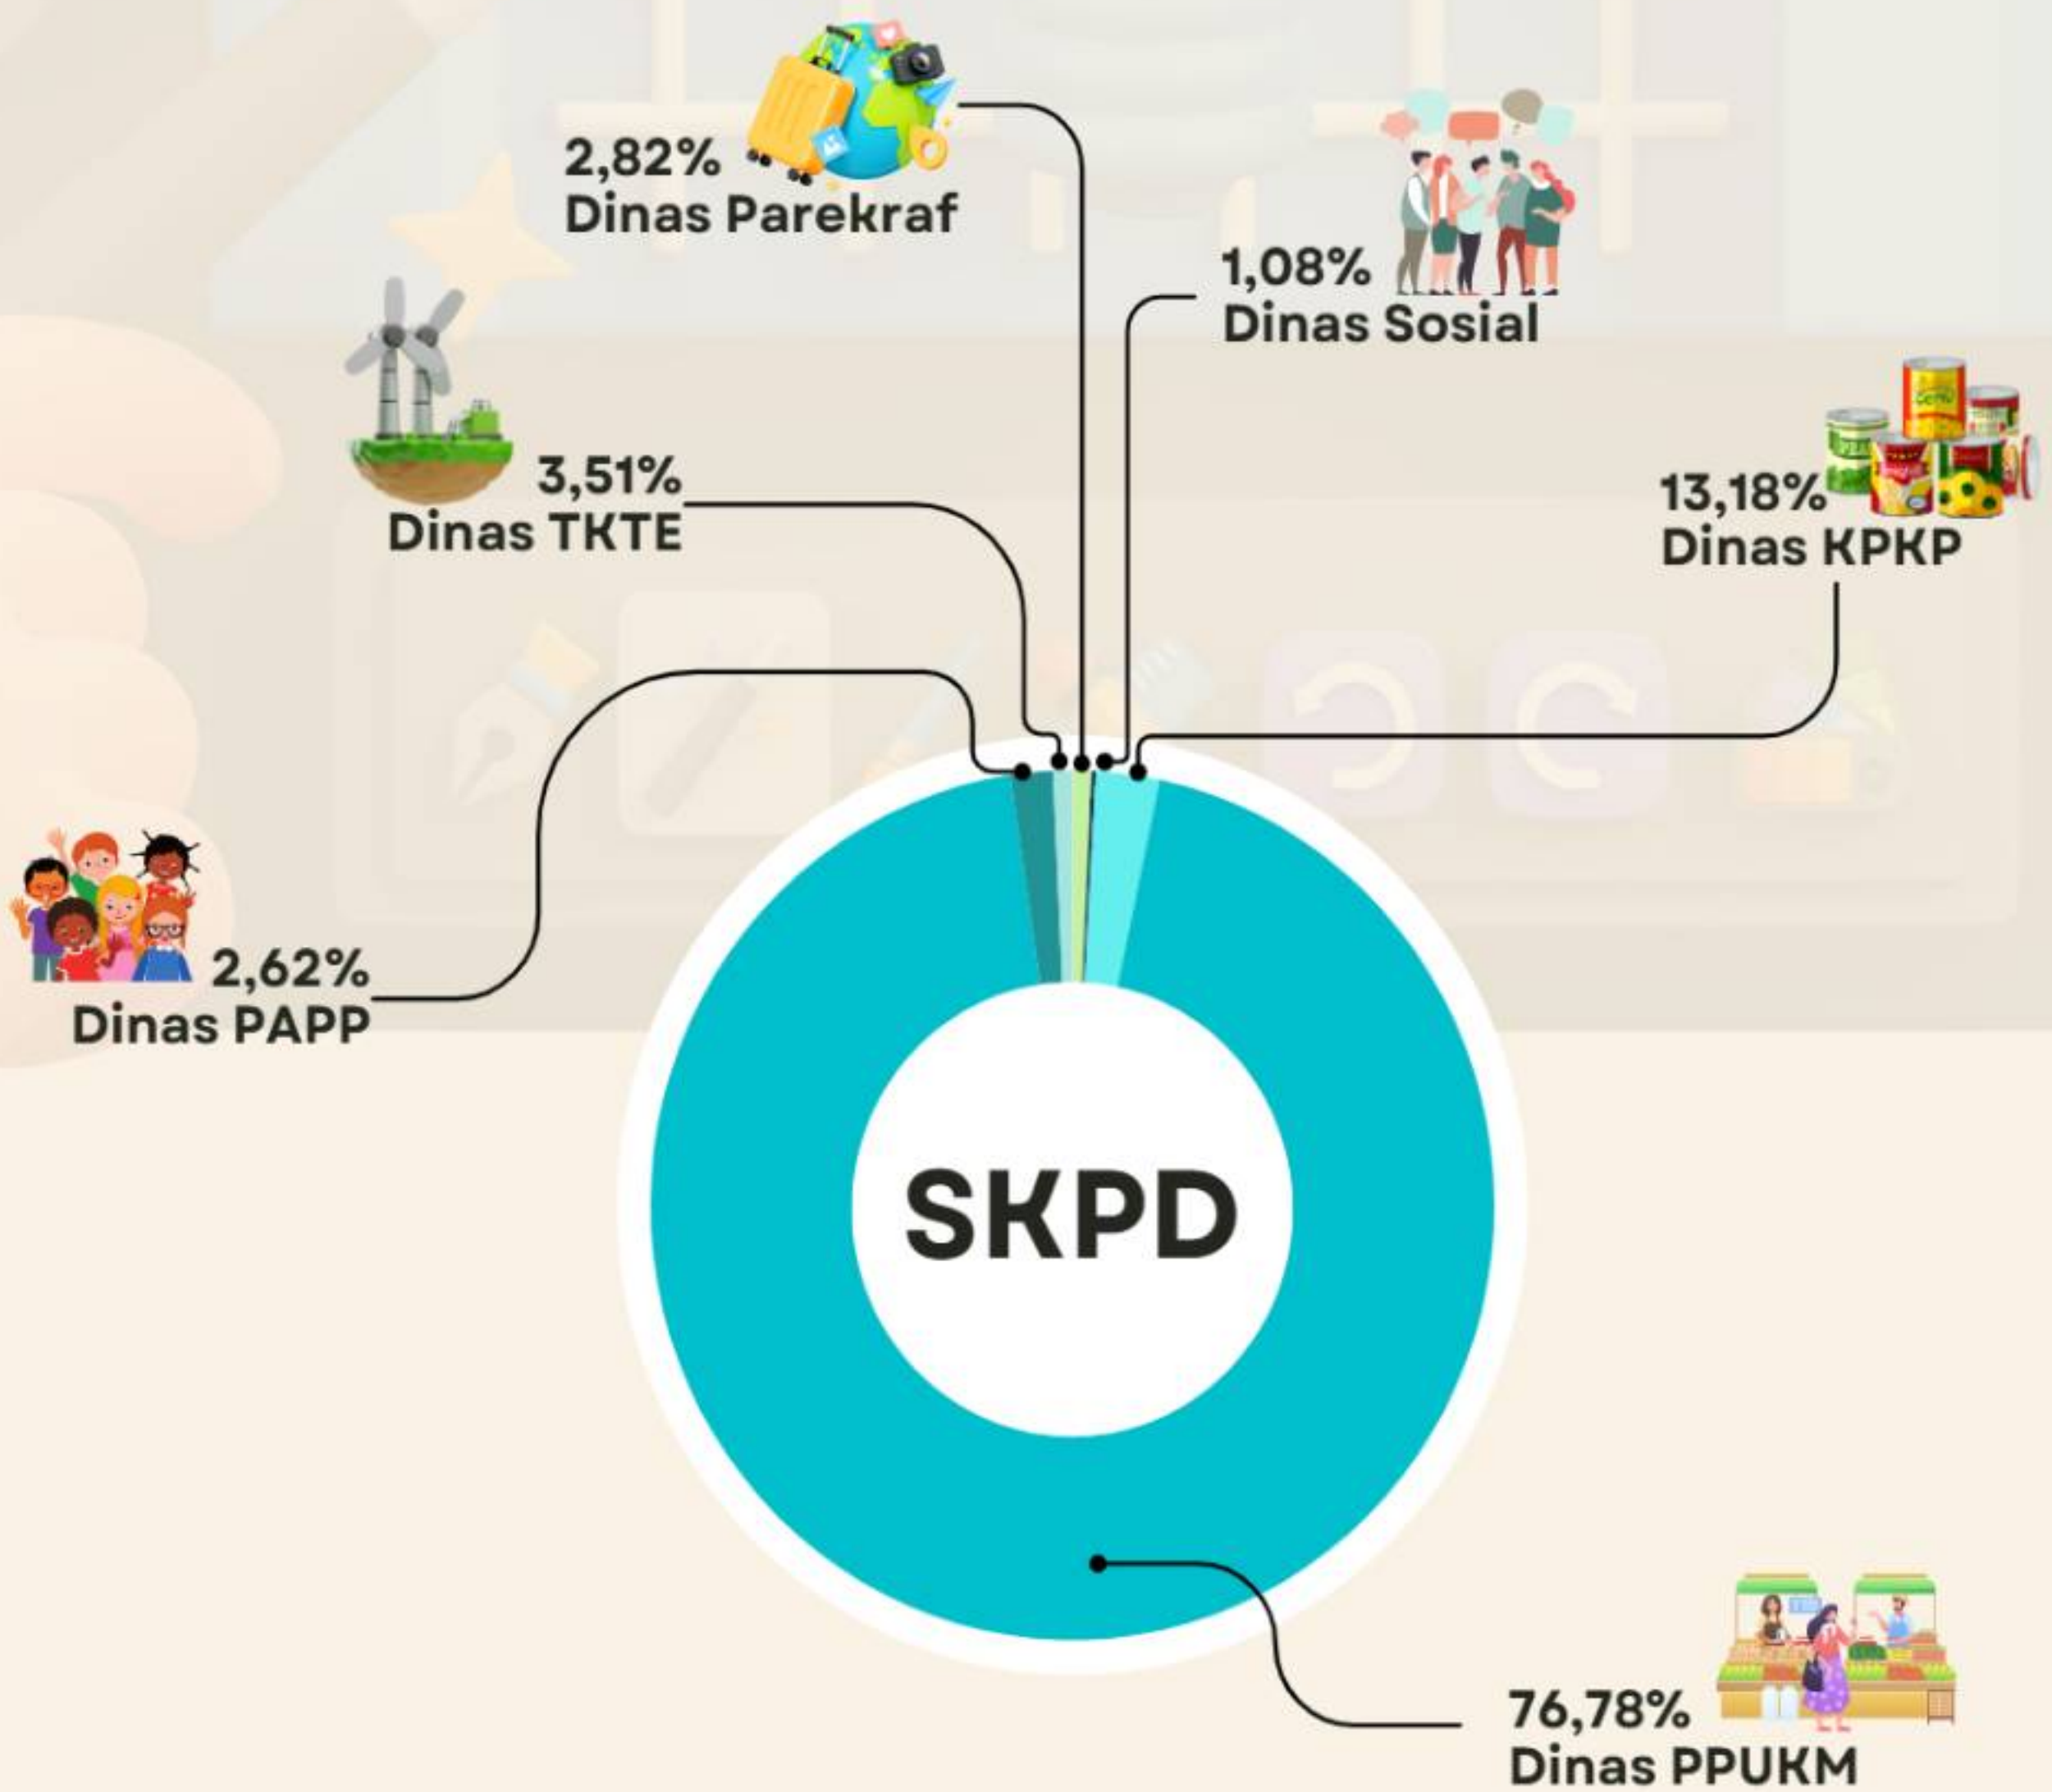 2,82%
Dinas Parekraf
1,08%
Dinas Sosial
3,51%
Dinas TKTE
13,18%
Dinas KPKP
2,62%
Dinas PAPP
SKPD
76,78%
Dinas PPUKM